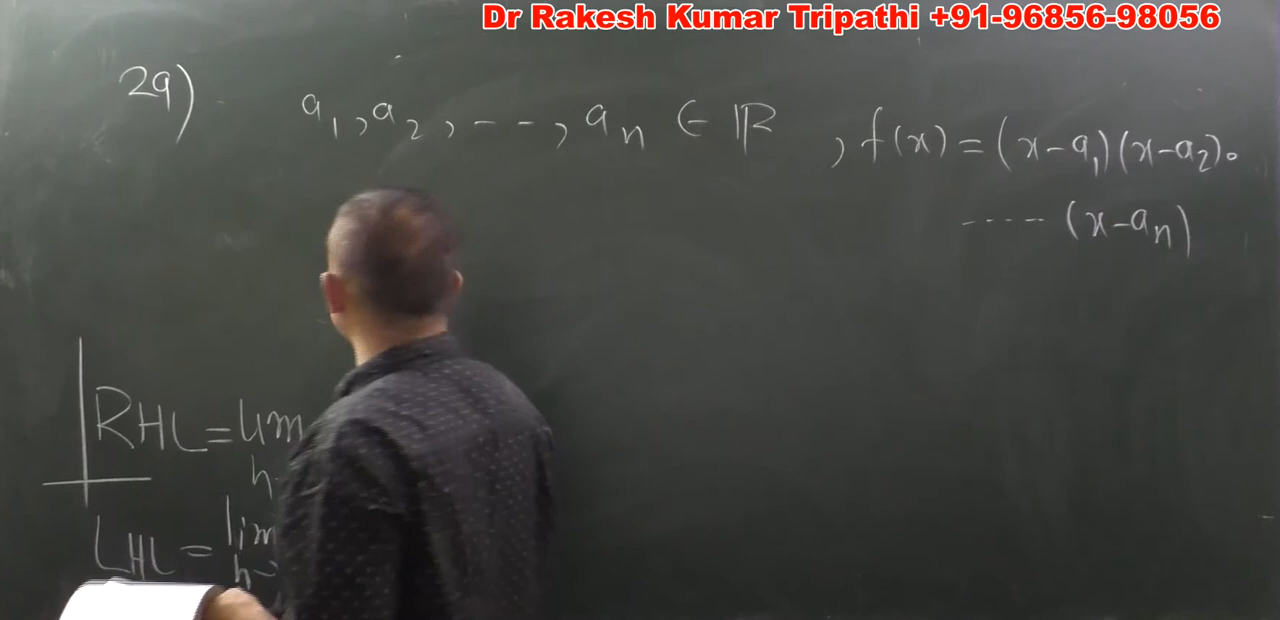 Dr Rakesh Kumar Tripathi +91-96856-98056
29)
a₁, a₂, ---, aₙ ∈ ℝ , f(x) = (x-a₁)(x-a₂).
----- (x-aₙ)
RHL = lim
h
LHL = lim
h→